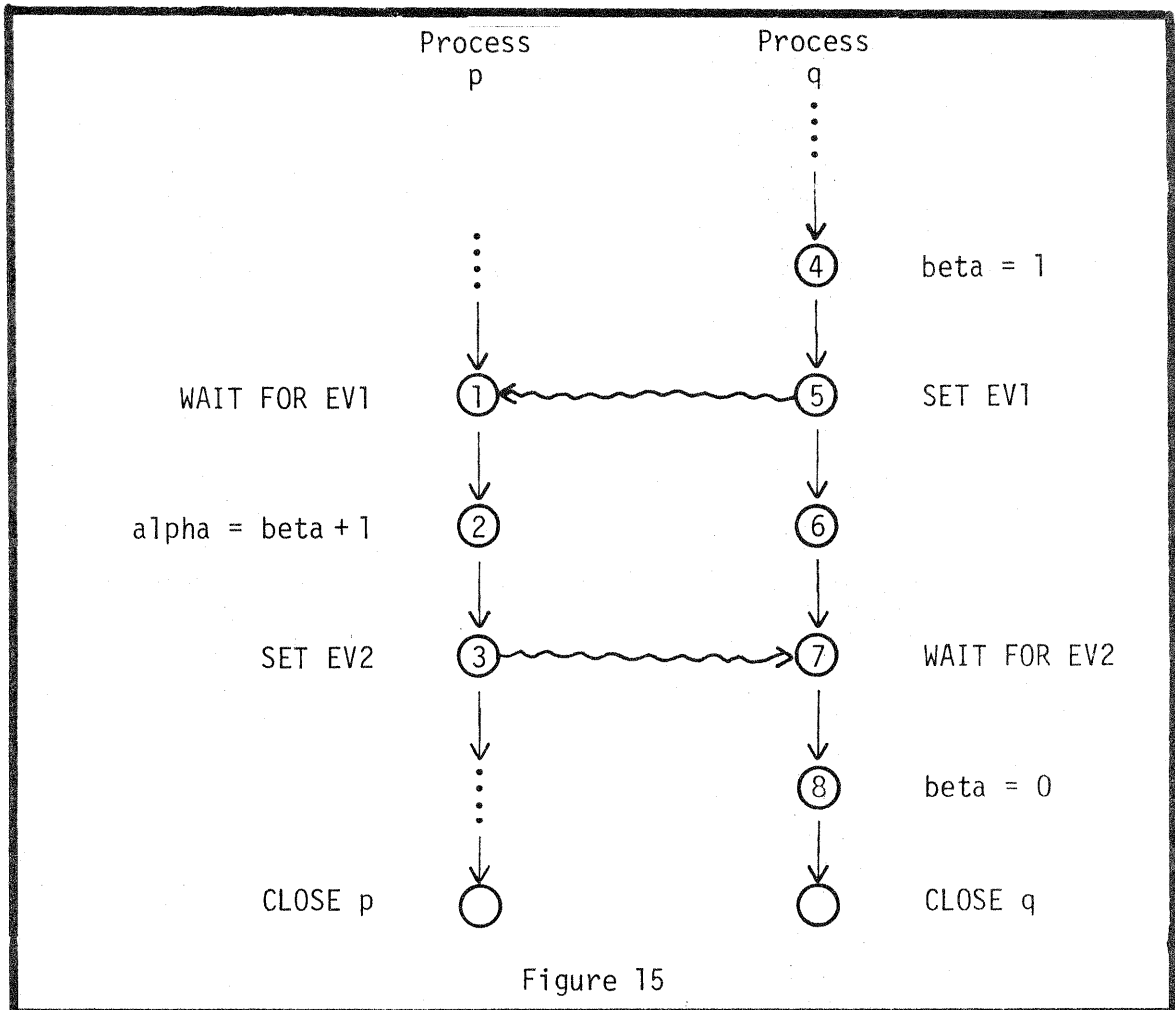 Process Process
p q
4 beta = 1
WAIT FOR EV1 1 5 SET EV1
alpha = beta + 1 2 6
SET EV2 3 7 WAIT FOR EV2
8 beta = 0
CLOSE p CLOSE q
Figure 15